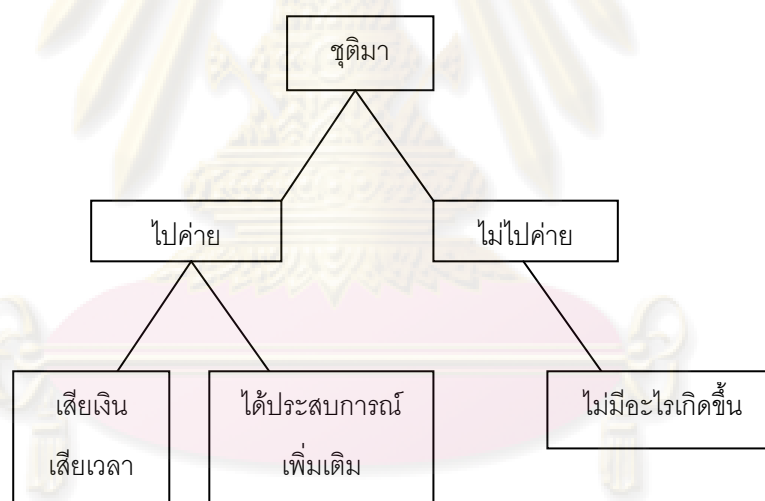 ชุติมา
ไปค่าย
ไม่ไปค่าย
เสียเงิน
เสียเวลา
ได้ประสบการณ์
เพิ่มเติม
ไม่มีอะไรเกิดขึ้น